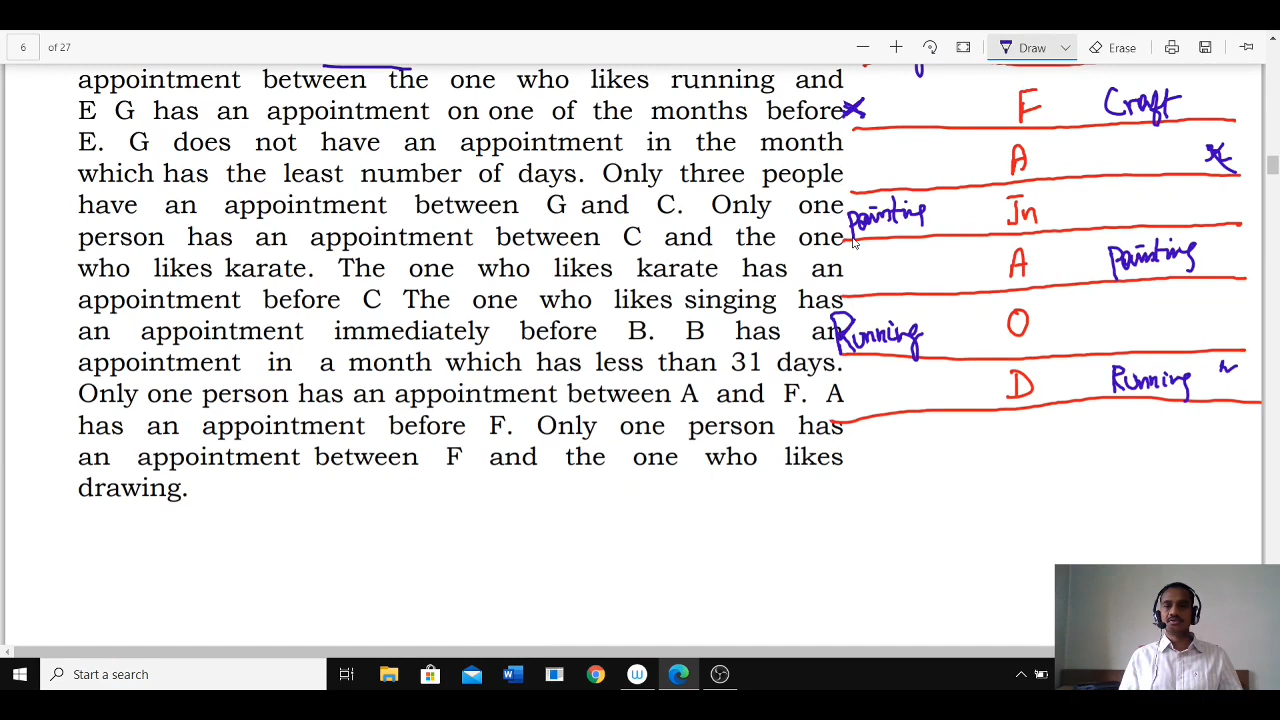 6 of 27
Draw
Erase
appointment between the one who likes running and
E G has an appointment on one of the months before
E. G does not have an appointment in the month
which has the least number of days. Only three people
have an appointment between G and C. Only one
person has an appointment between C and the one
who likes karate. The one who likes karate has an
appointment before C The one who likes singing has
an appointment immediately before B. B has an
appointment in a month which has less than 31 days.
Only one person has an appointment between A and F. A
has an appointment before F. Only one person has
an appointment between F and the one who likes
drawing.
F Craft
A
Painting Jn
A Painting
Running O
D Running
Start a search